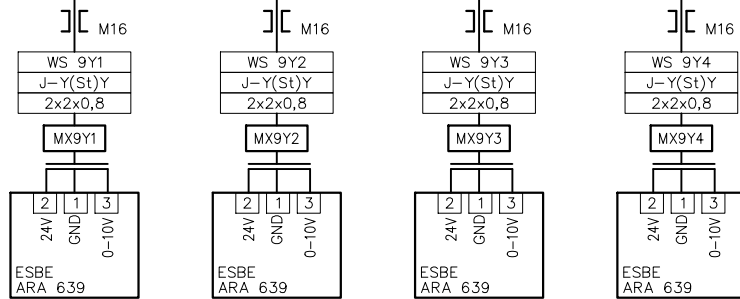 M16
WS 9Y1
J-Y(St)Y
2x2x0,8
MX9Y1
2 1 3
24V
GND
0-10V
ESBE
ARA 639
M16
WS 9Y2
J-Y(St)Y
2x2x0,8
MX9Y2
2 1 3
24V
GND
0-10V
ESBE
ARA 639
M16
WS 9Y3
J-Y(St)Y
2x2x0,8
MX9Y3
2 1 3
24V
GND
0-10V
ESBE
ARA 639
M16
WS 9Y4
J-Y(St)Y
2x2x0,8
MX9Y4
2 1 3
24V
GND
0-10V
ESBE
ARA 639